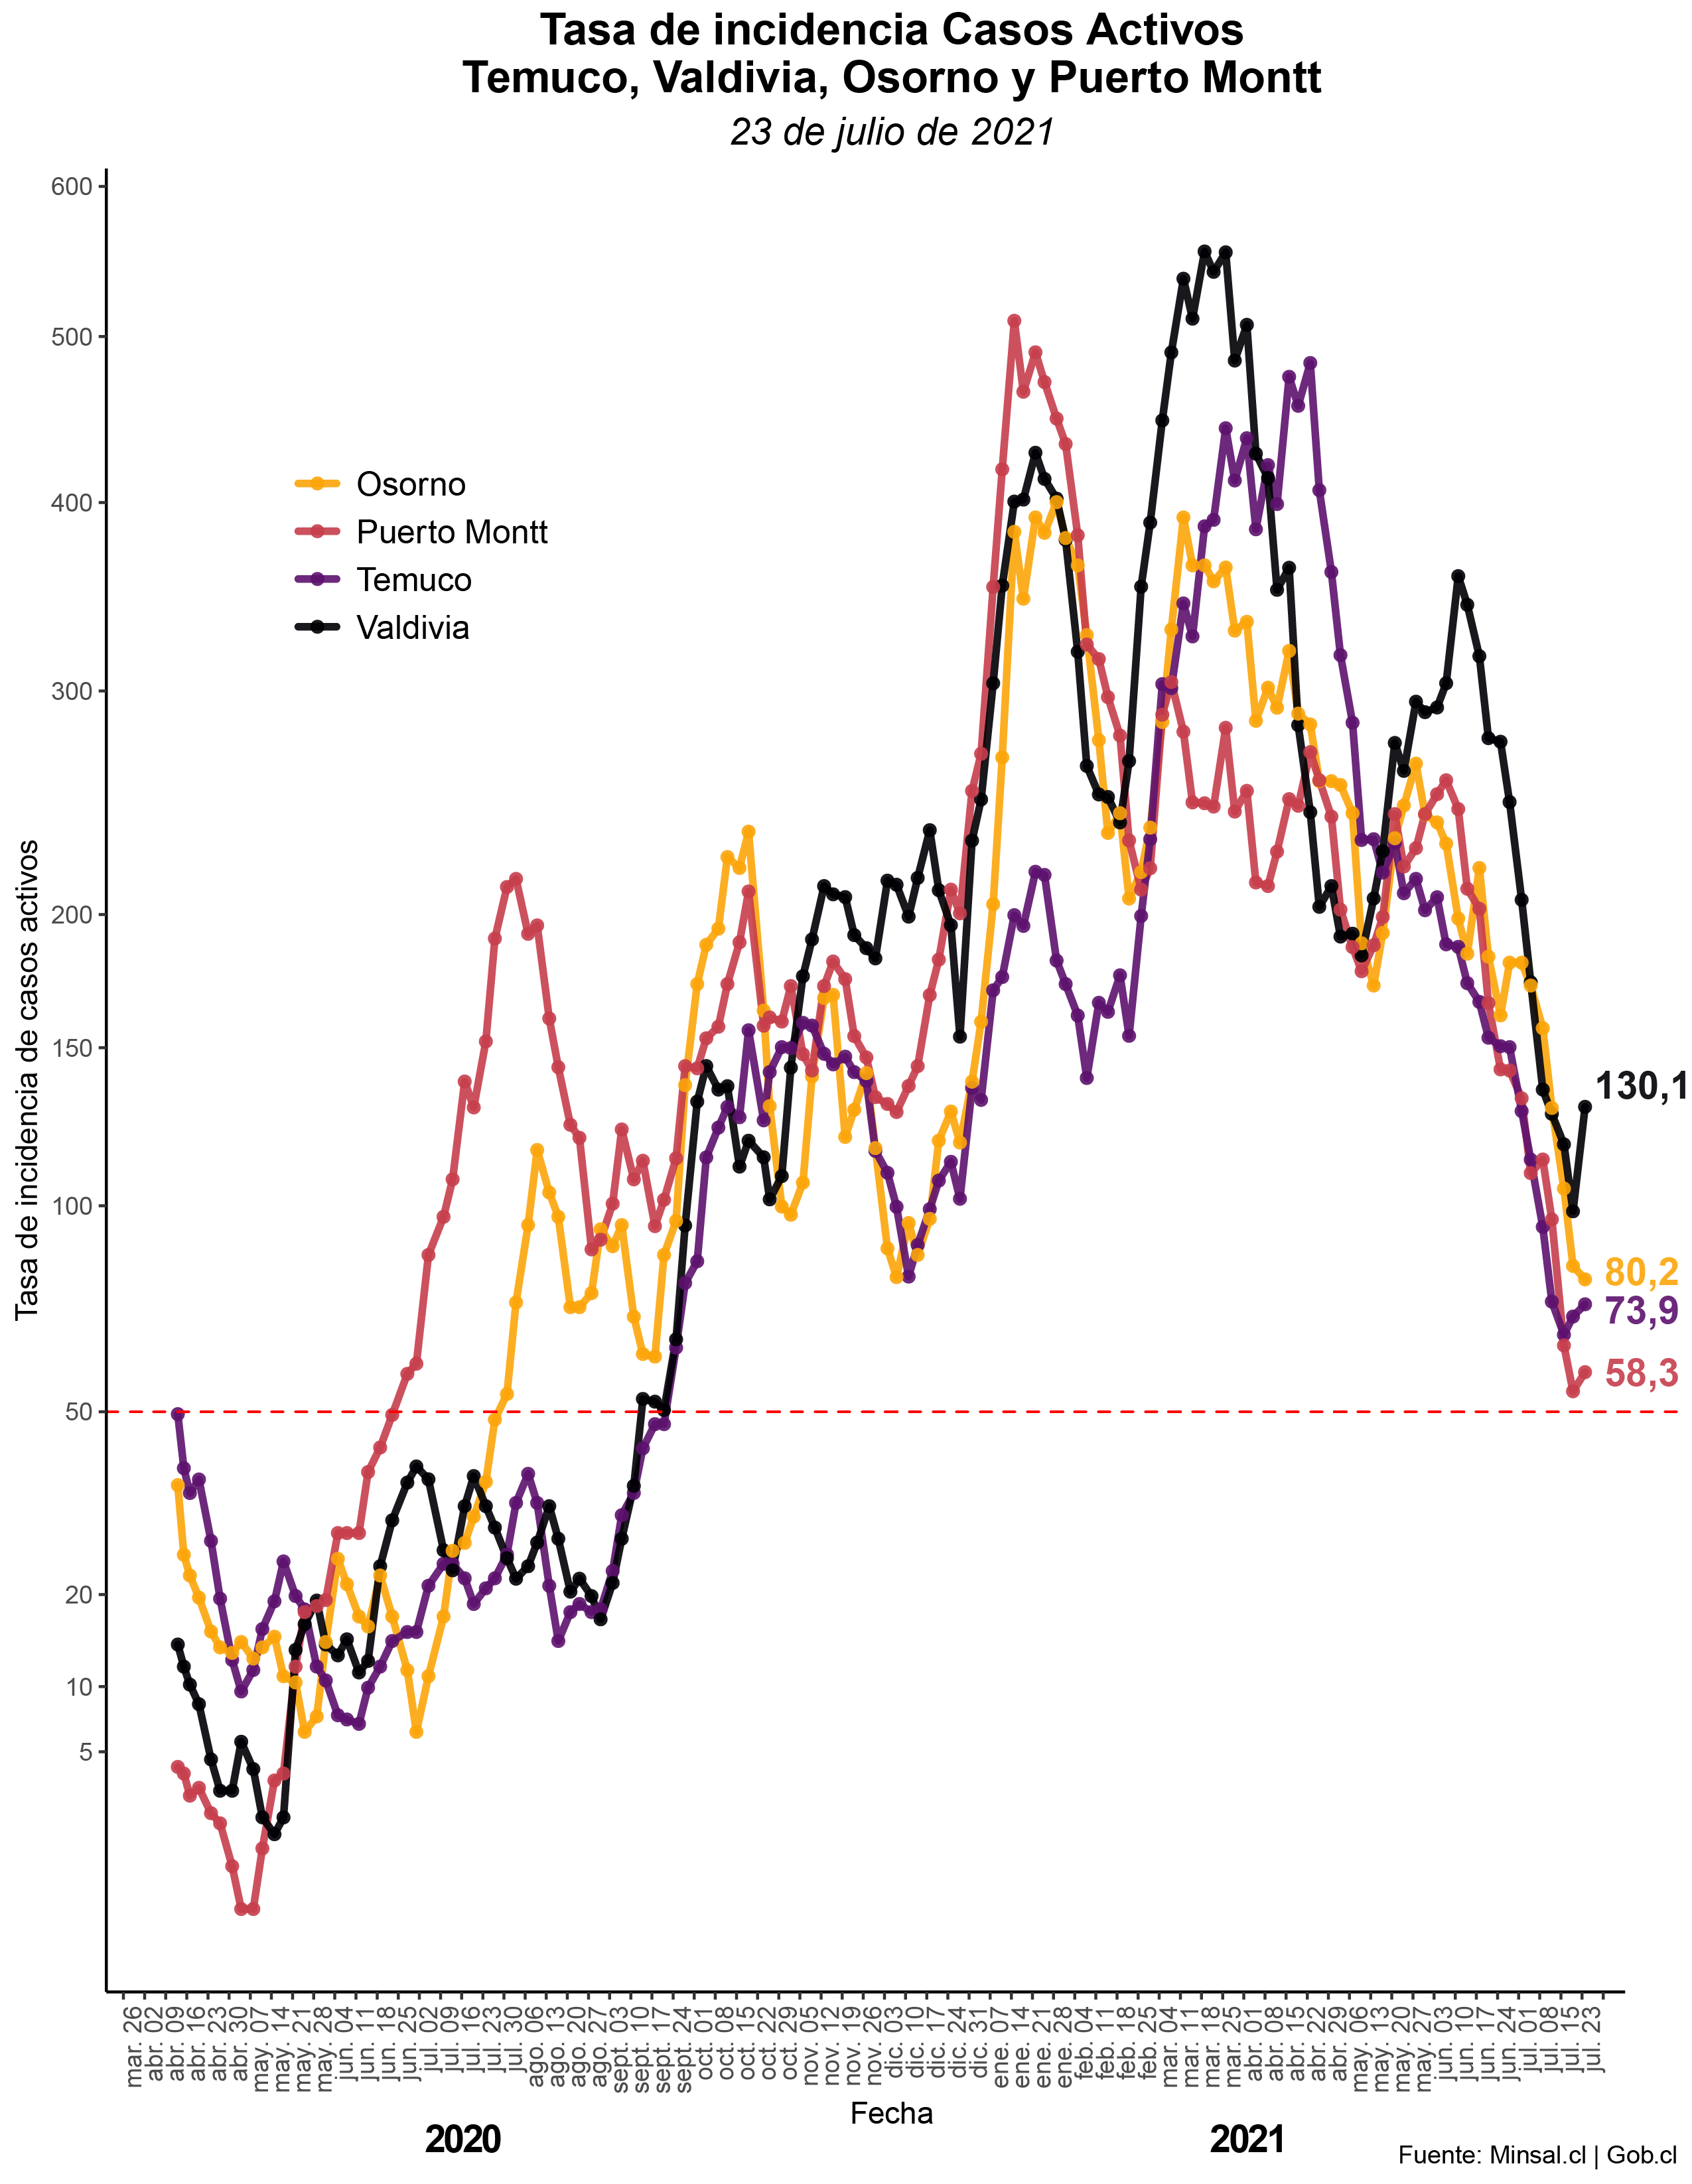 Tasa de incidencia Casos Activos
Temuco, Valdivia, Osorno y Puerto Montt
23 de julio de 2021
Tasa de incidencia de casos activos
600
500
400
300
200
150
100
50
20
10
5
Osorno
Puerto Montt
Temuco
Valdivia
130,1
80,2
73,9
58,3
mar. 26
abr. 02
abr. 09
abr. 16
abr. 23
abr. 30
may. 07
may. 14
may. 21
may. 28
jun. 04
jun. 11
jun. 18
jun. 25
jul. 02
jul. 09
jul. 16
jul. 23
jul. 30
ago. 06
ago. 13
ago. 20
ago. 27
sept. 03
sept. 10
sept. 17
sept. 24
oct. 01
oct. 08
oct. 15
oct. 22
oct. 29
nov. 05
nov. 12
nov. 19
nov. 26
dic. 03
dic. 10
dic. 17
dic. 24
dic. 31
ene. 07
ene. 14
ene. 21
ene. 28
feb. 04
feb. 11
feb. 18
feb. 25
mar. 04
mar. 11
mar. 18
mar. 25
abr. 01
abr. 08
abr. 15
abr. 22
abr. 29
may. 06
may. 13
may. 20
may. 27
jun. 03
jun. 10
jun. 17
jun. 24
jul. 01
jul. 08
jul. 15
jul. 23
Fecha
2020
2021
Fuente: Minsal.cl | Gob.cl